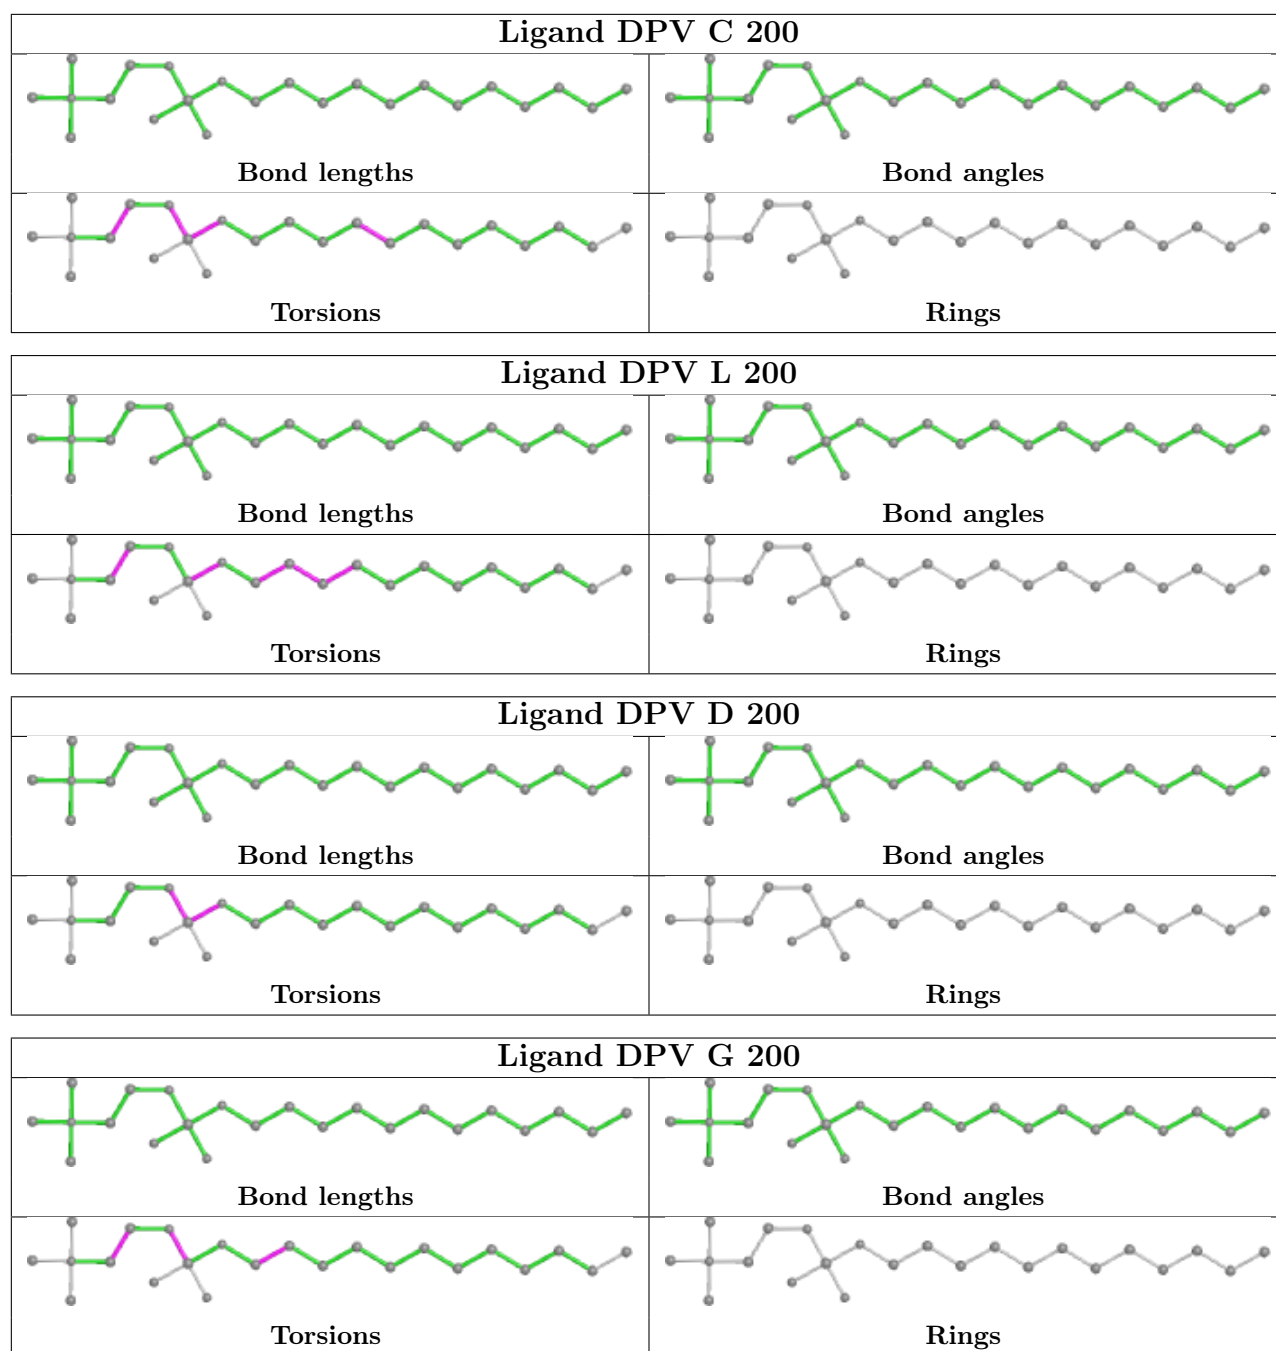 Ligand DPV C 200
Bond lengths
Bond angles
Torsions
Rings
Ligand DPV L 200
Bond lengths
Bond angles
Torsions
Rings
Ligand DPV D 200
Bond lengths
Bond angles
Torsions
Rings
Ligand DPV G 200
Bond lengths
Bond angles
Torsions
Rings